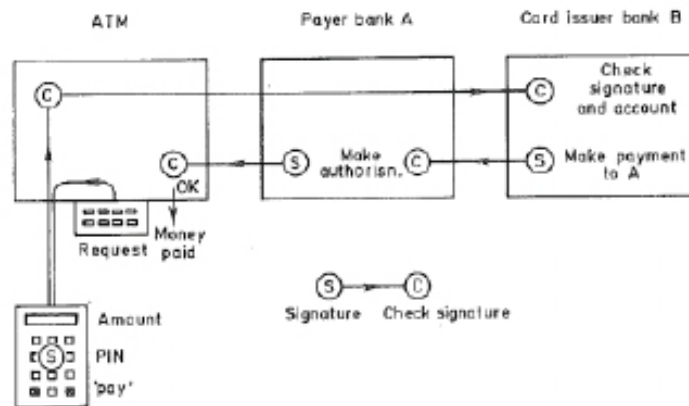 ATM
Payer bank A
Card issuer bank B
C
C
Check
signature
and account
C
OK
S
Make
authorisn.
C
S
Make payment
to A
Request
Money
paid
Amount
S
PIN
'pay'
S
C
Signature
Check signature